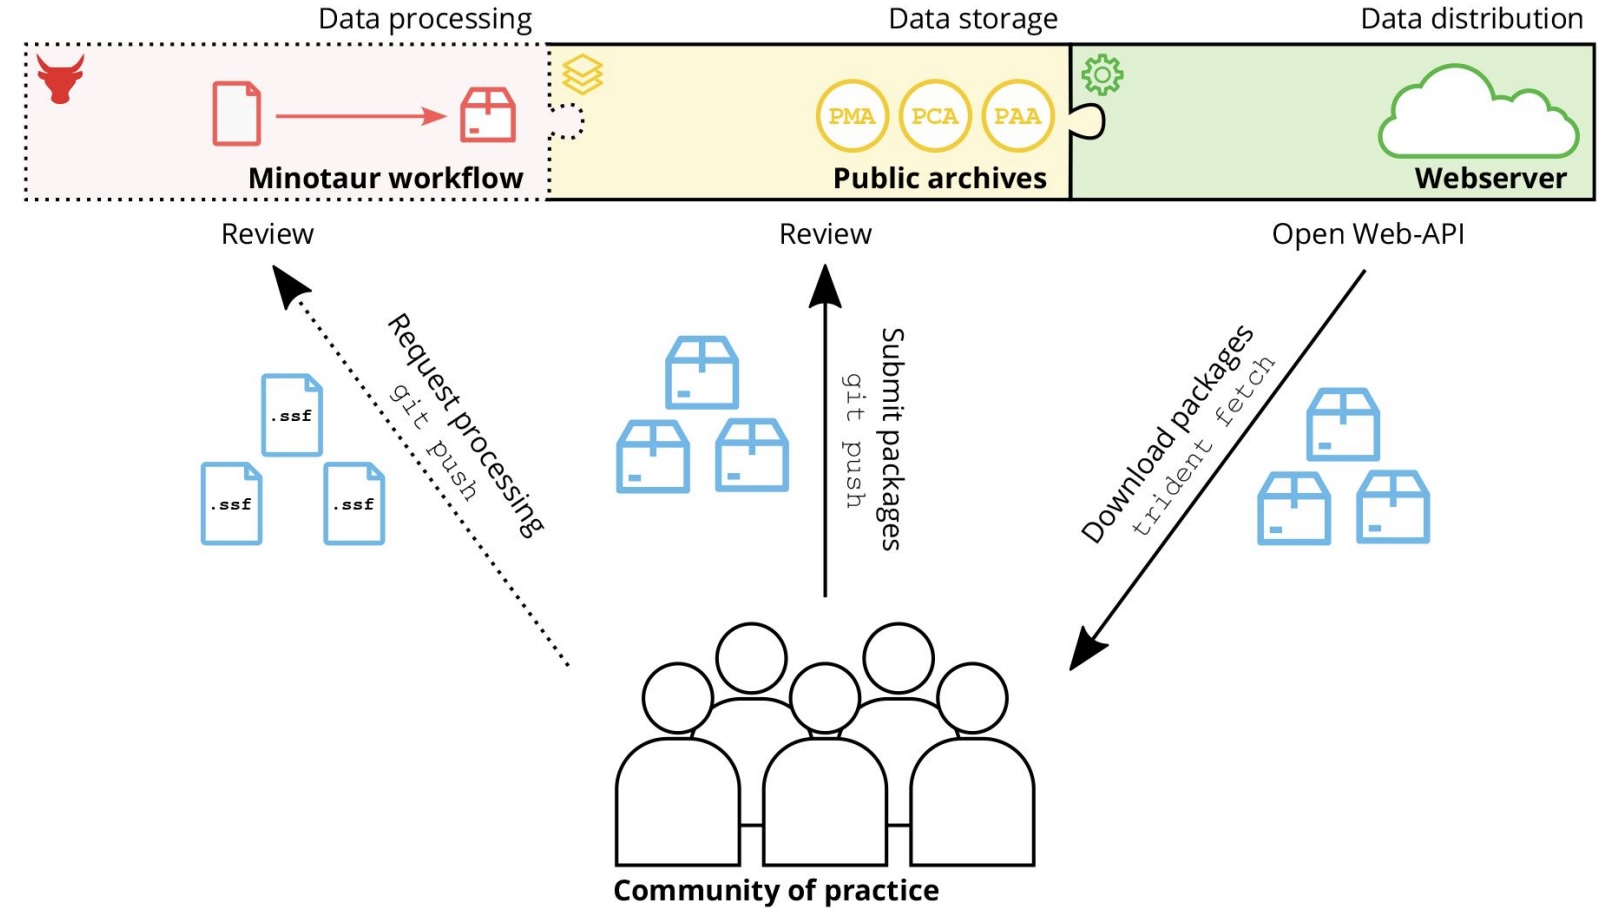 Data processing
Data storage
Data distribution
PMA
PCA
PAA
Minotaur workflow
Public archives
Webserver
Review
Review
Open Web-API
Request processing
git push
Submit packages
git push
Download packages
trident fetch
.ssf
.ssf
.ssf
Community of practice